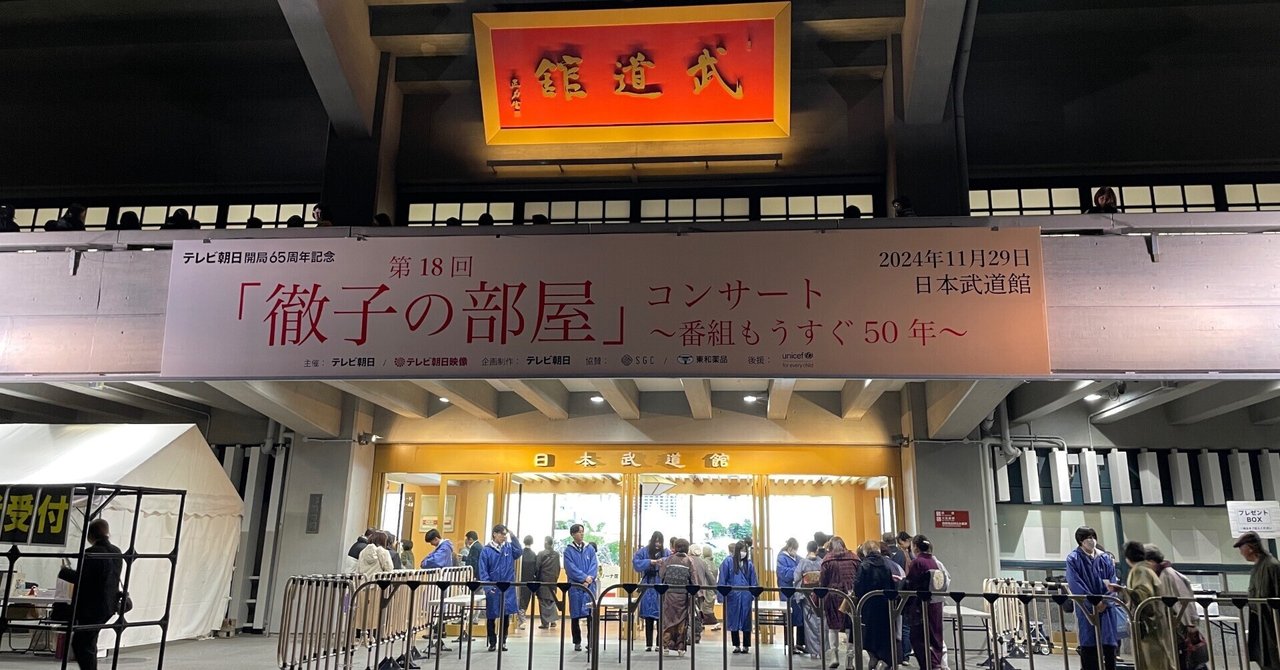 武道館
テレビ朝日開局65周年記念
第18回
「徹子の部屋」コンサート
～番組もうすぐ50年～
2024年11月29日
日本武道館
主催： テレビ朝日 / テレビ朝日映像 企画制作： テレビ朝日 協賛： SGC / 東和薬品 後援： unicef
for every child
日本武道館
受付
プレゼント
BOX